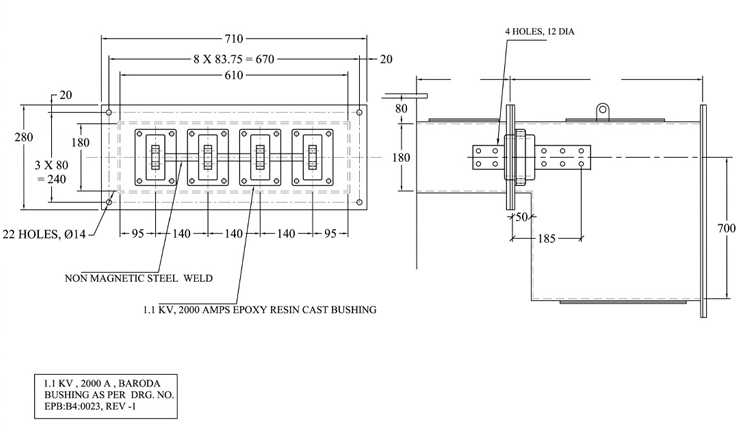 4 HOLES, 12 DIA
710
8 X 83.75 = 670
20
610
20
80
280
180
180
3 X 80
= 240
50
22 HOLES, Ø14
95
140
140
140
95
185
700
NON MAGNETIC STEEL WELD
1.1 KV, 2000 AMPS EPOXY RESIN CAST BUSHING
1.1 KV , 2000 A , BARODA
BUSHING AS PER DRG. NO.
EPB:B4:0023, REV -1